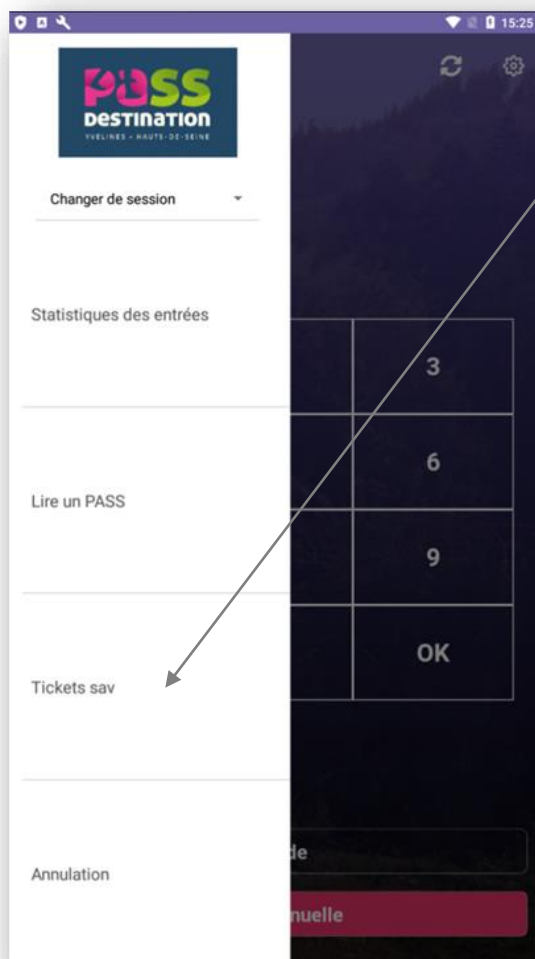 15:25
PASS
DESTINATION
YVELINES - HAUTS-DE-SEINE
Changer de session
Statistiques des entrées
3
6
Lire un PASS
9
OK
Tickets sav
de
Annulation
nuelle